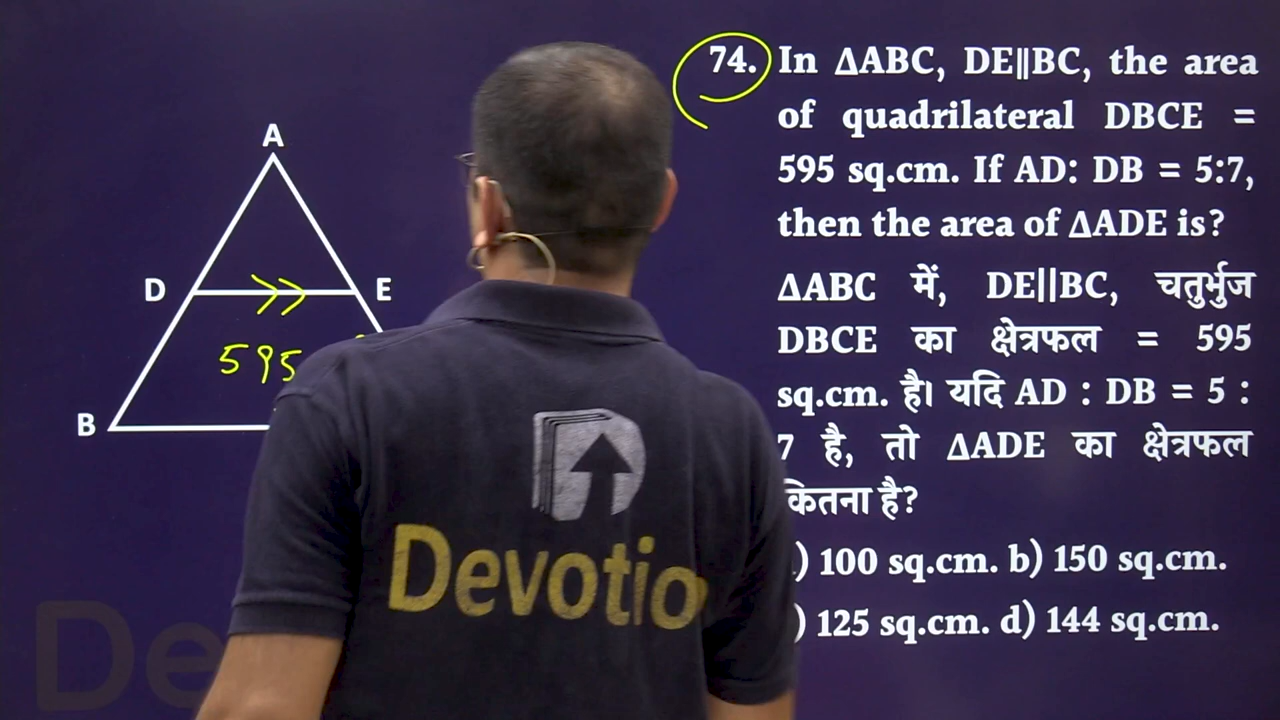 74. In ΔABC, DE||BC, the area
of quadrilateral DBCE =
595 sq.cm. If AD: DB = 5:7,
then the area of ΔADE is?
ΔABC में, DE||BC, चतुर्भुज
DBCE का क्षेत्रफल = 595
sq.cm. है। यदि AD : DB = 5 :
7 है, तो ΔADE का क्षेत्रफल
कितना है?
) 100 sq.cm. b) 150 sq.cm.
) 125 sq.cm. d) 144 sq.cm.
A
D E
595
B
Devotio
De